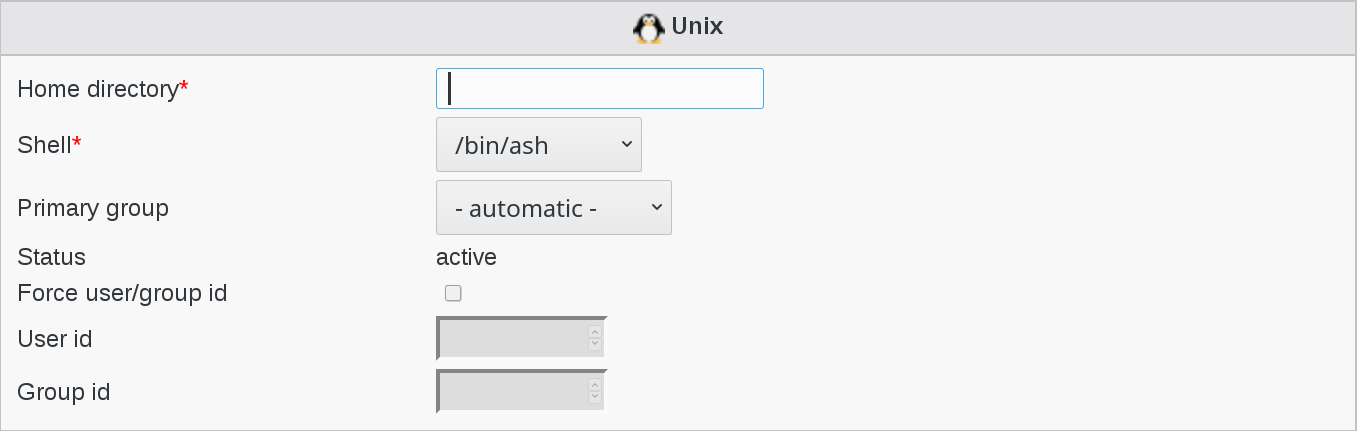 Unix
Home directory*
Shell* /bin/ash
Primary group - automatic -
Status active
Force user/group id
User id
Group id